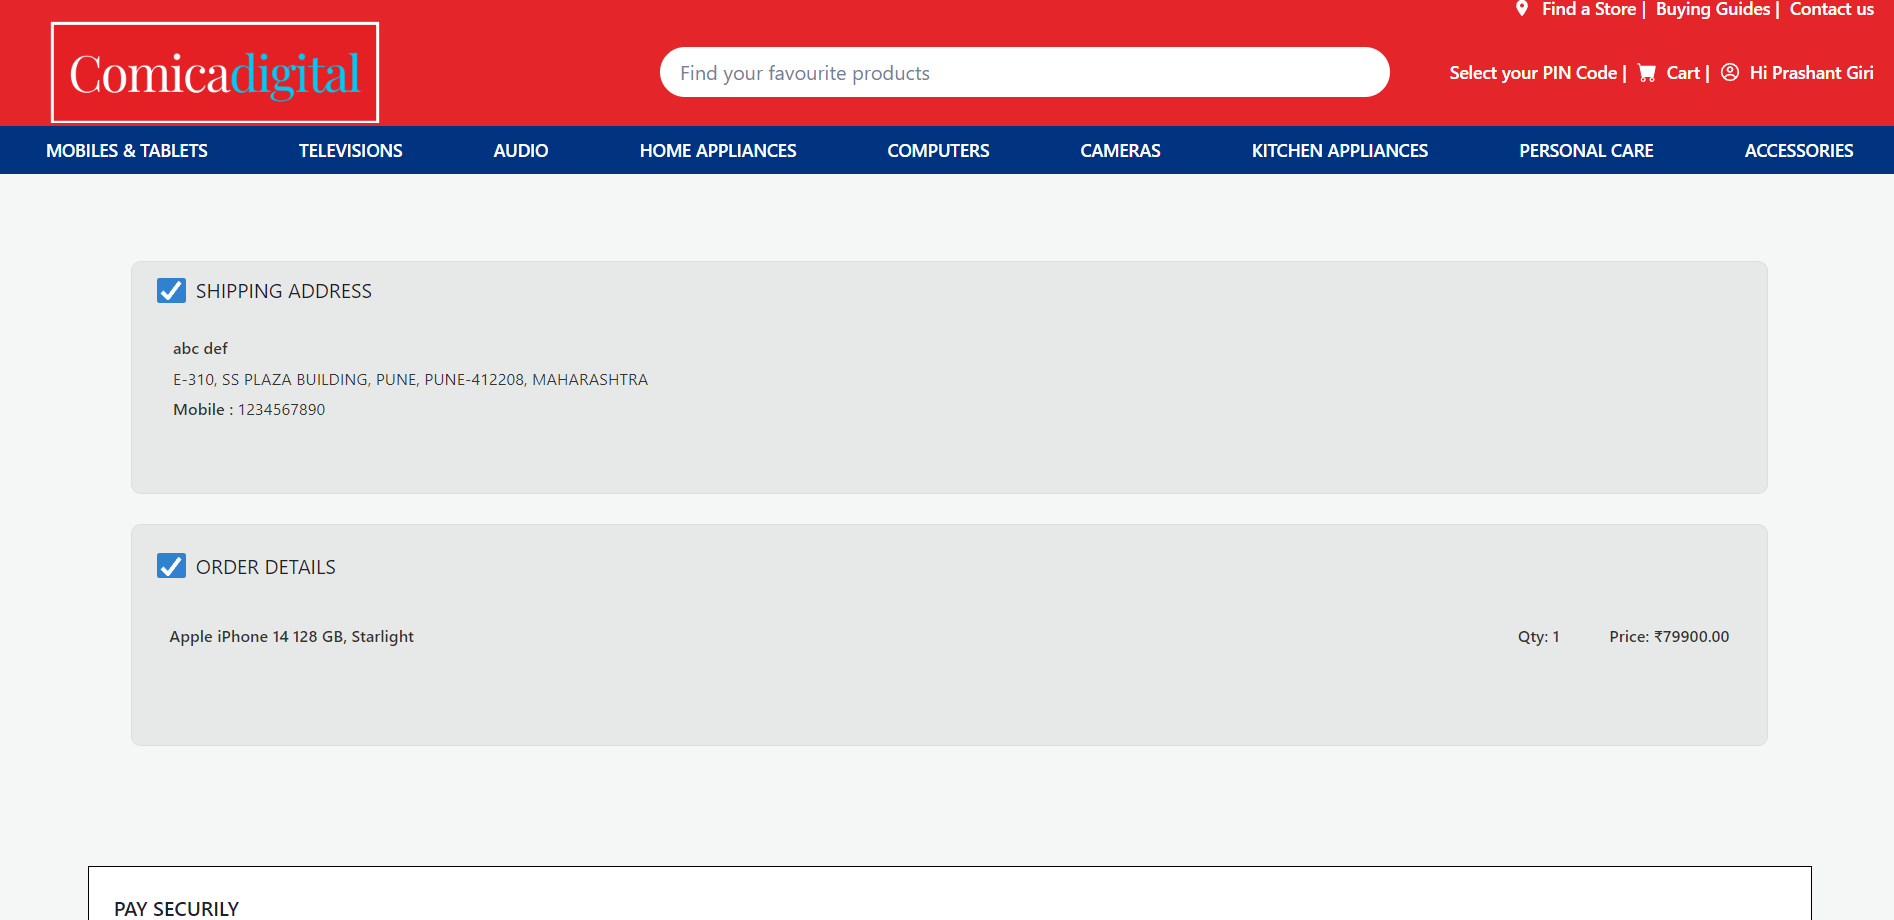 Find a Store | Buying Guides | Contact us
Comicadigital
Find your favourite products
Select your PIN Code | Cart | Hi Prashant Giri
MOBILES & TABLETS TELEVISIONS AUDIO HOME APPLIANCES COMPUTERS CAMERAS KITCHEN APPLIANCES PERSONAL CARE ACCESSORIES
SHIPPING ADDRESS
abc def
E-310, SS PLAZA BUILDING, PUNE, PUNE-412208, MAHARASHTRA
Mobile : 1234567890
ORDER DETAILS
Apple iPhone 14 128 GB, Starlight Qty: 1 Price: ₹79900.00
PAY SECURILY